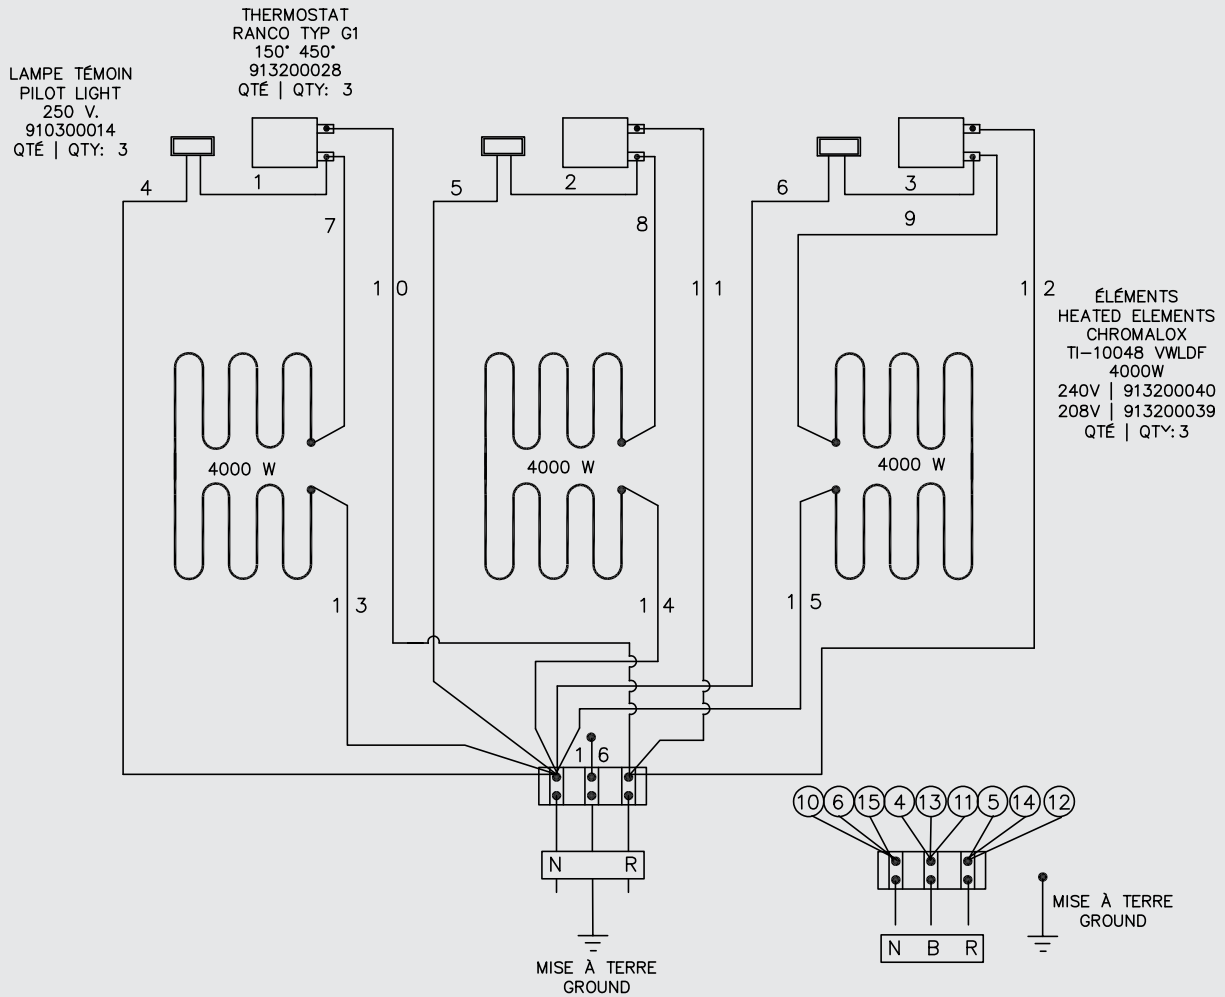 THERMOSTAT
RANCO TYP G1
150° 450°
913200028
QTÉ | QTY: 3
LAMPE TÉMOIN
PILOT LIGHT
250 V.
910300014
QTÉ | QTY: 3
4
1
5
2
6
3
7
8
9
1 0
1 1
1 2
ÉLÉMENTS
HEATED ELEMENTS
CHROMALOX
TI-10048 VWLDF
4000W
240V | 913200040
208V | 913200039
QTÉ | QTY: 3
4000 W
4000 W
4000 W
1 3
1 4
1 5
1 6
N R
MISE À TERRE
GROUND
10 6 15 4 13 11 5 14 12
N B R
MISE À TERRE
GROUND